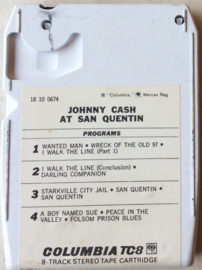 18 10 0674
® "Columbia," Marcas Reg.
JOHNNY CASH
AT SAN QUENTIN
PROGRAMS
1 WANTED MAN • WRECK OF THE OLD 97 •
I WALK THE LINE (Part 1)
2 I WALK THE LINE (Conclusion) •
DARLING COMPANION
3 STARKVILLE CITY JAIL • SAN QUENTIN •
SAN QUENTIN
4 A BOY NAMED SUE • PEACE IN THE
VALLEY • FOLSOM PRISON BLUES
COLUMBIA TC8
8-TRACK STEREO TAPE CARTRIDGE